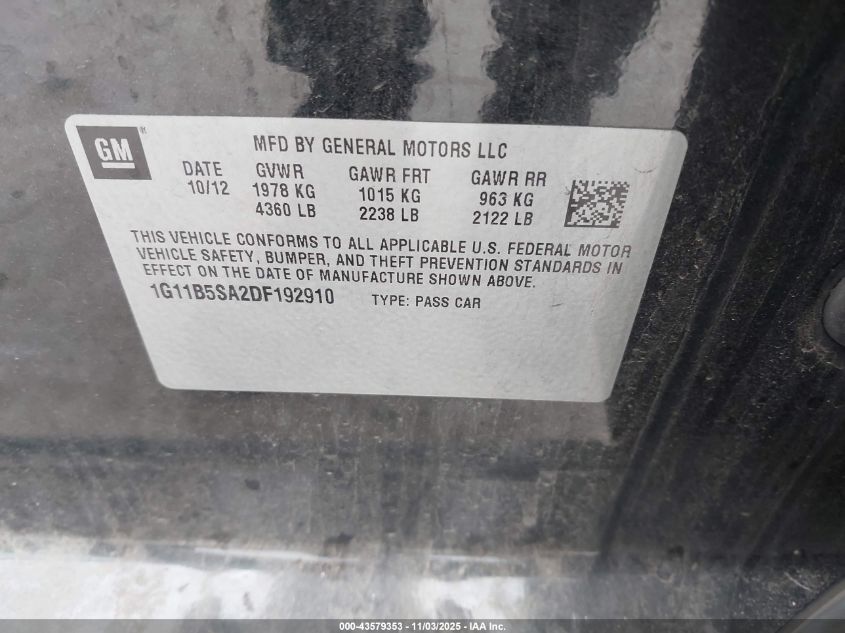 GM
MFD BY GENERAL MOTORS LLC
DATE GVWR GAWR FRT GAWR RR
10/12 1978 KG 1015 KG 963 KG
4360 LB 2238 LB 2122 LB
THIS VEHICLE CONFORMS TO ALL APPLICABLE U.S. FEDERAL MOTOR
VEHICLE SAFETY, BUMPER, AND THEFT PREVENTION STANDARDS IN
EFFECT ON THE DATE OF MANUFACTURE SHOWN ABOVE.
1G11B5SA2DF192910 TYPE: PASS CAR
000-43579353 — 11/03/2025 — IAA Inc.